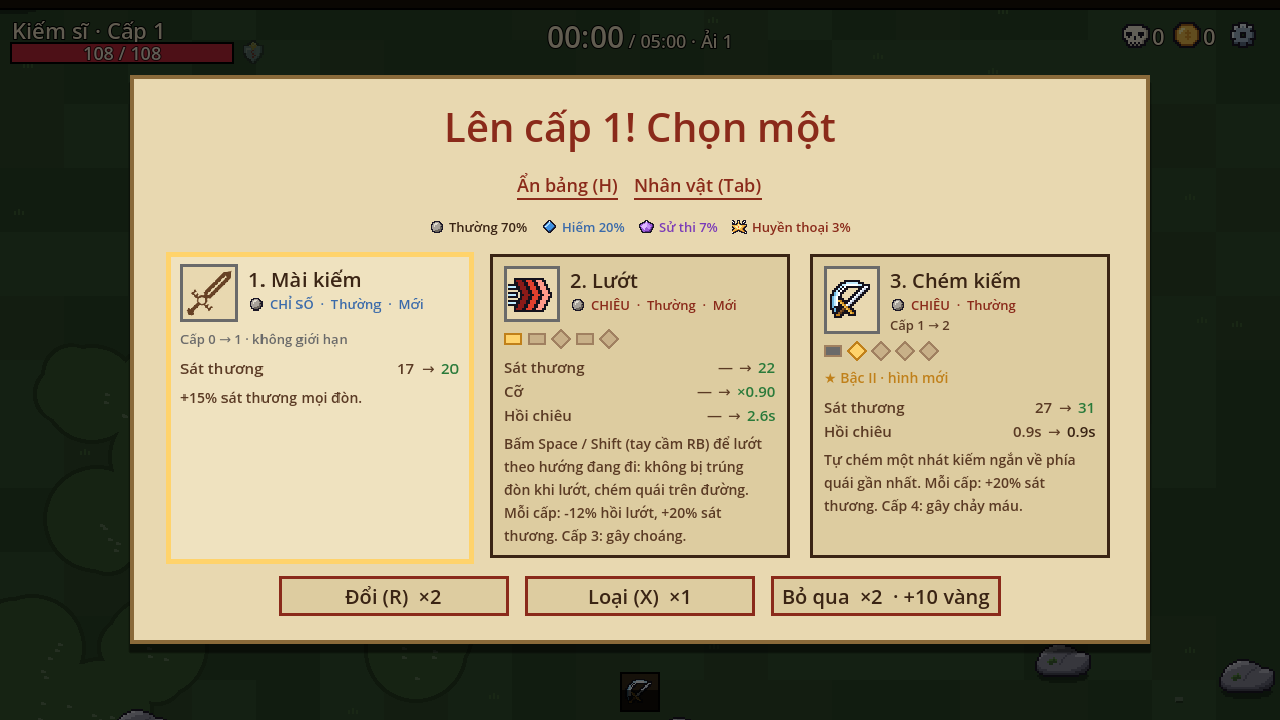 Kiếm sĩ · Cấp 1
108 / 108
00:00 / 05:00 · Ải 1
0
0
Lên cấp 1! Chọn một
Ẩn bảng (H)
Nhân vật (Tab)
Thường 70%
Hiếm 20%
Sử thi 7%
Huyền thoại 3%
1. Mài kiếm
CHỈ SỐ · Thường · Mới
Cấp 0 → 1 · không giới hạn
Sát thương 17 → 20
+15% sát thương mọi đòn.
2. Lướt
CHIÊU · Thường · Mới
Sát thương — → 22
Cỡ — → ×0.90
Hồi chiêu — → 2.6s
Bấm Space / Shift (tay cầm RB) để lướt
theo hướng đang đi: không bị trúng
đòn khi lướt, chém quái trên đường.
Mỗi cấp: -12% hồi lướt, +20% sát
thương. Cấp 3: gây choáng.
3. Chém kiếm
CHIÊU · Thường
Cấp 1 → 2
★ Bậc II · hình mới
Sát thương 27 → 31
Hồi chiêu 0.9s → 0.9s
Tự chém một nhát kiếm ngắn về phía
quái gần nhất. Mỗi cấp: +20% sát
thương. Cấp 4: gây chảy máu.
Đổi (R) ×2
Loại (X) ×1
Bỏ qua ×2 · +10 vàng